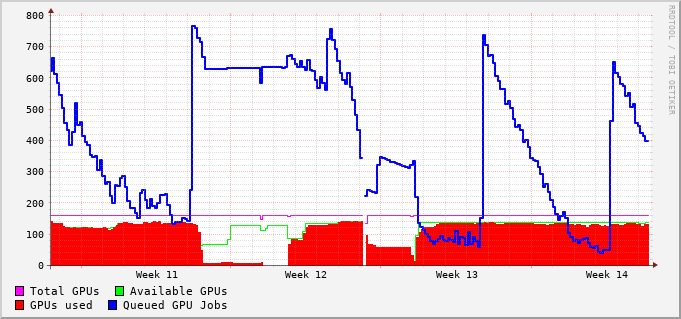 800
700
600
500
400
300
200
100
0
Week 11 Week 12 Week 13 Week 14
Total GPUs Available GPUs
GPUs used Queued GPU Jobs
RRDTOOL / TOBI OETIKER